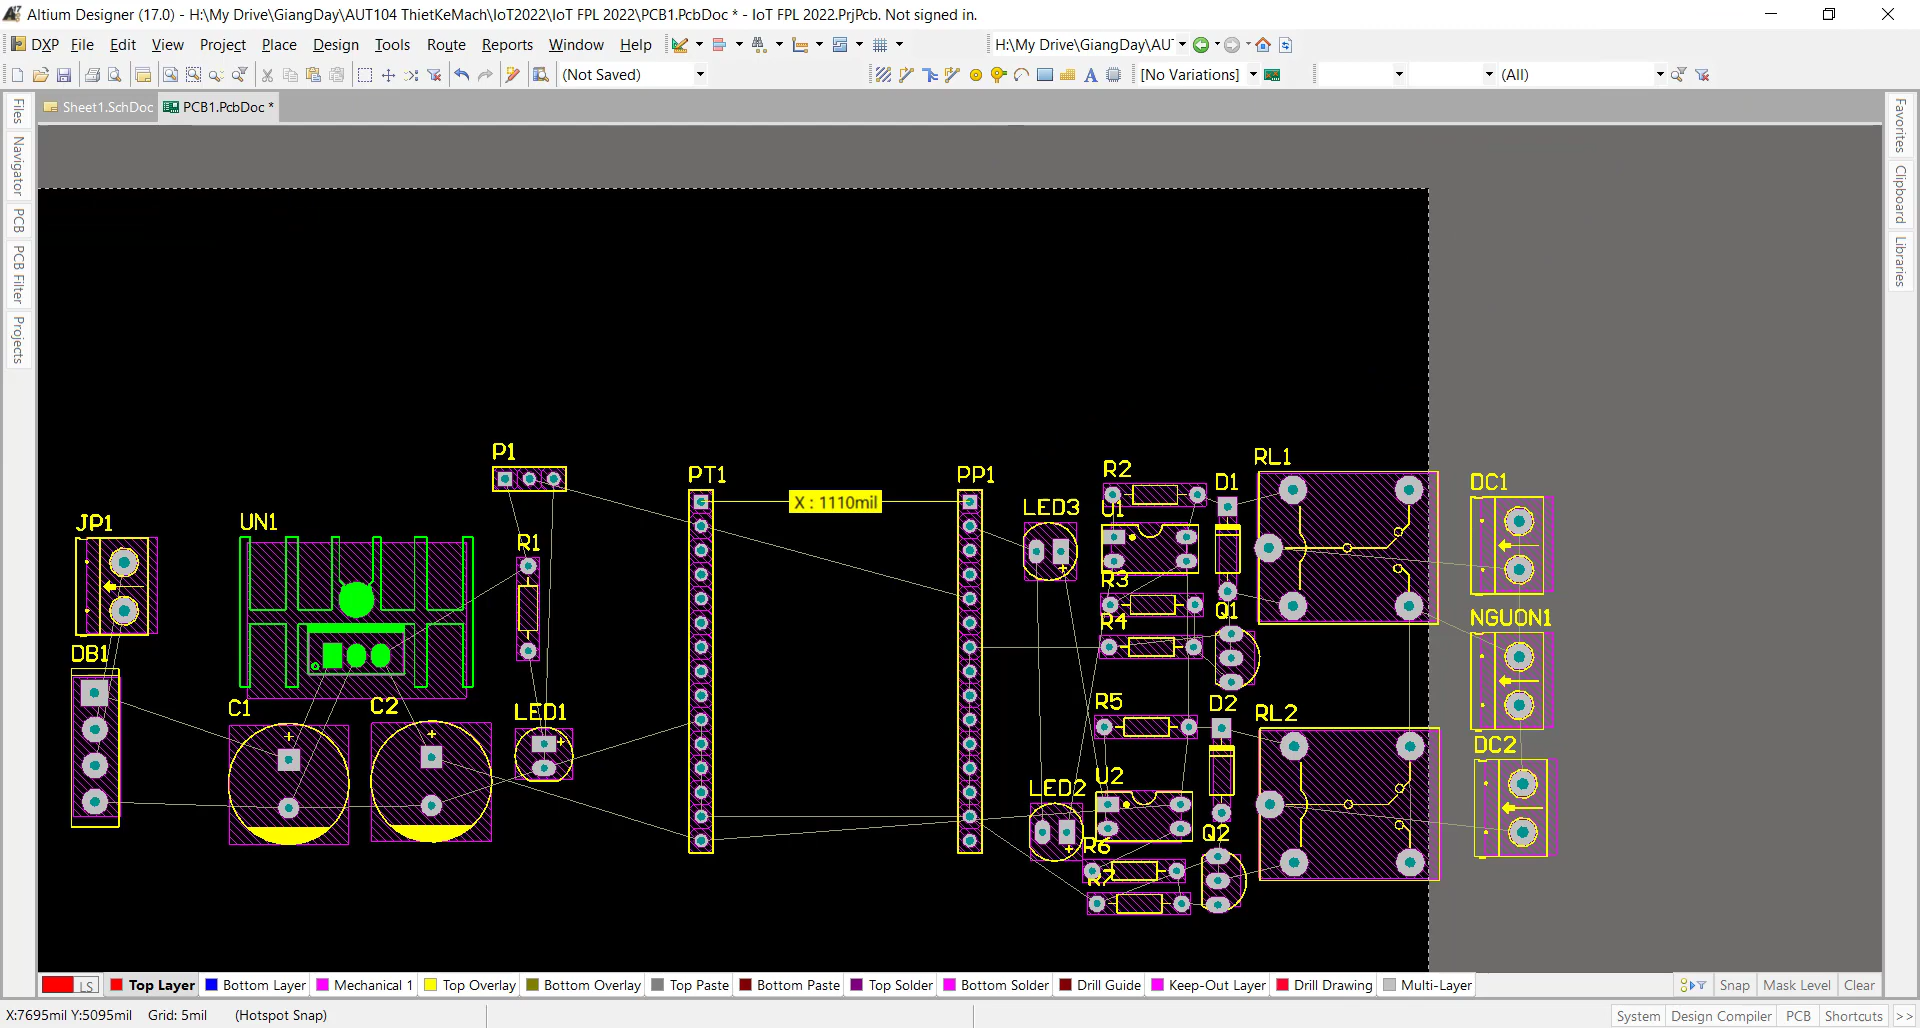 Altium Designer (17.0) - H:\My Drive\GiangDay\AUT104 ThietKeMach\IoT2022\IoT FPL 2022\PCB1.PcbDoc * - IoT FPL 2022.PrjPcb. Not signed in.
DXP File Edit View Project Place Design Tools Route Reports Window Help H:\My Drive\GiangDay\AU
(Not Saved) [No Variations] (All)
Sheet1.SchDoc PCB1.PcbDoc *
Files
Navigator
PCB
PCB Filter
Projects
Favorites
Clipboard
Libraries
P1
PT1
X : 1110mil
PP1
R2
RL1
D1
DC1
U1
LED3
JP1
UN1
R1
R3
R4
Q1
NGUON1
DB1
C1
C2
LED1
R5
D2
RL2
DC2
U2
LED2
Q2
R6
R7
LS Top Layer Bottom Layer Mechanical 1 Top Overlay Bottom Overlay Top Paste Bottom Paste Top Solder Bottom Solder Drill Guide Keep-Out Layer Drill Drawing Multi-Layer Snap Mask Level Clear
X:7695mil Y:5095mil Grid: 5mil (Hotspot Snap) System Design Compiler PCB Shortcuts >>